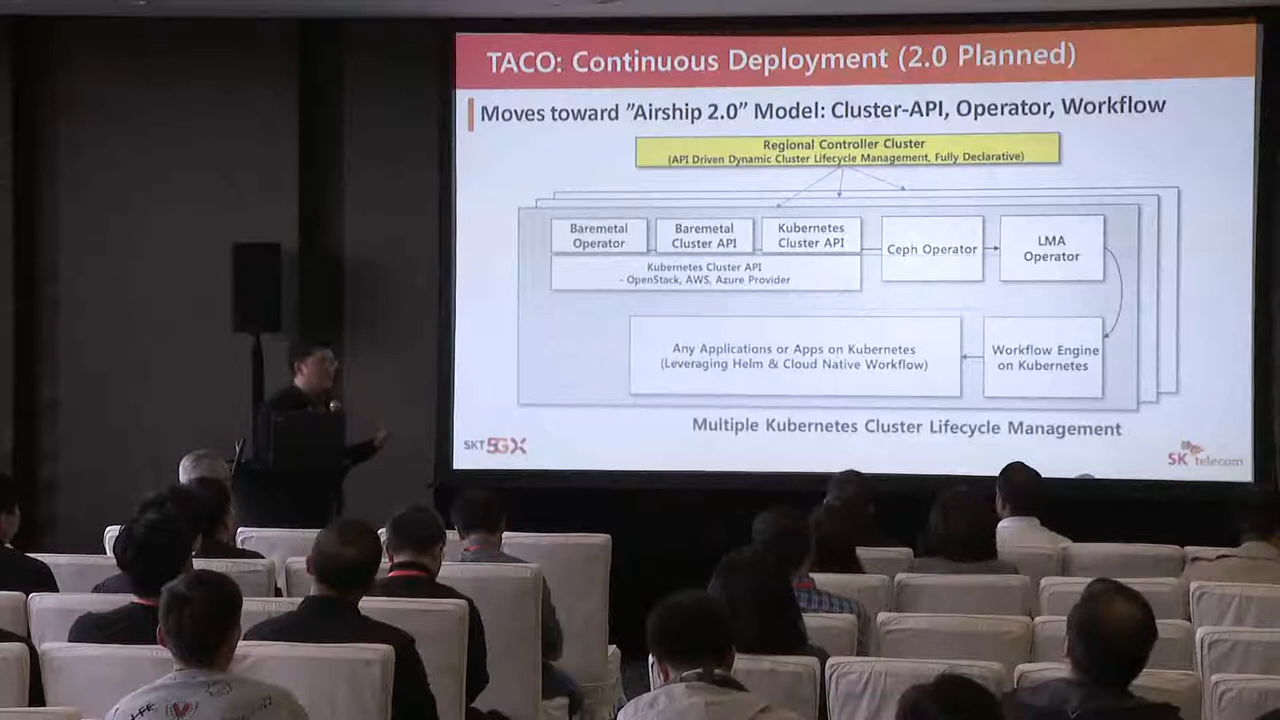 TACO: Continuous Deployment (2.0 Planned)
Moves toward ”Airship 2.0” Model: Cluster-API, Operator, Workflow
Regional Controller Cluster
(API Driven Dynamic Cluster Lifecycle Management, Fully Declarative)
Baremetal
Operator
Baremetal
Cluster API
Kubernetes
Cluster API
Kubernetes Cluster API
- OpenStack, AWS, Azure Provider
Ceph Operator
LMA
Operator
Any Applications or Apps on Kubernetes
(Leveraging Helm & Cloud Native Workflow)
Workflow Engine
on Kubernetes
Multiple Kubernetes Cluster Lifecycle Management
SKT 5GX
SK telecom